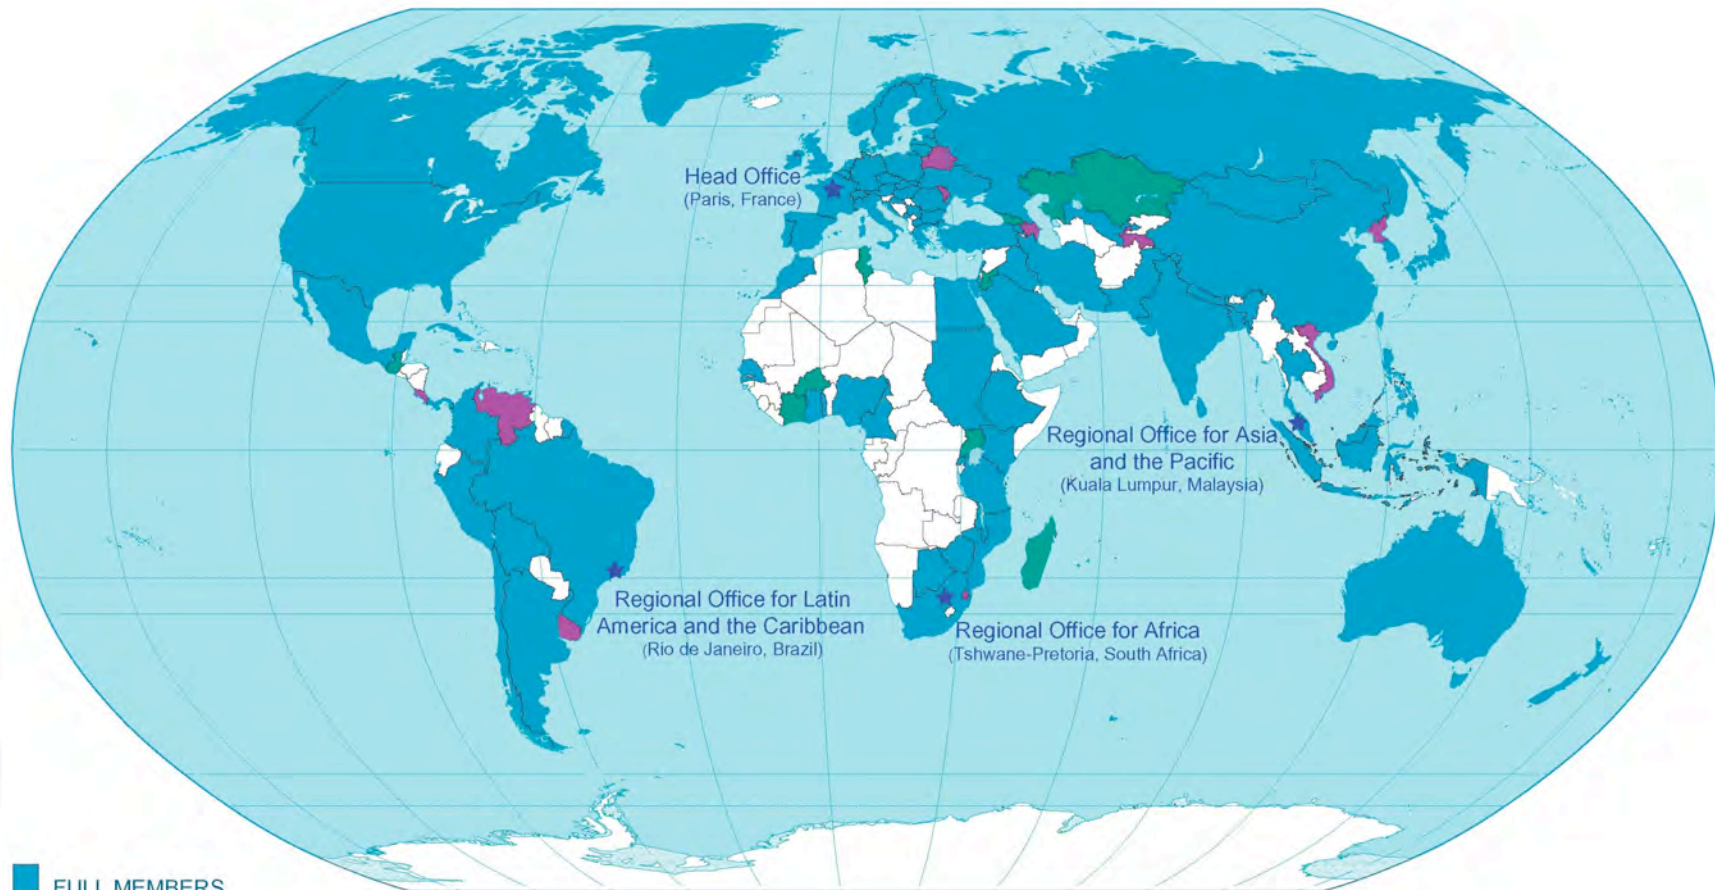 Head Office
(Paris, France)
Regional Office for Asia
and the Pacific
(Kuala Lumpur, Malaysia)
Regional Office for Latin
America and the Caribbean
(Rio de Janeiro, Brazil)
Regional Office for Africa
(Tshwane-Pretoria, South Africa)
FULL MEMBERS